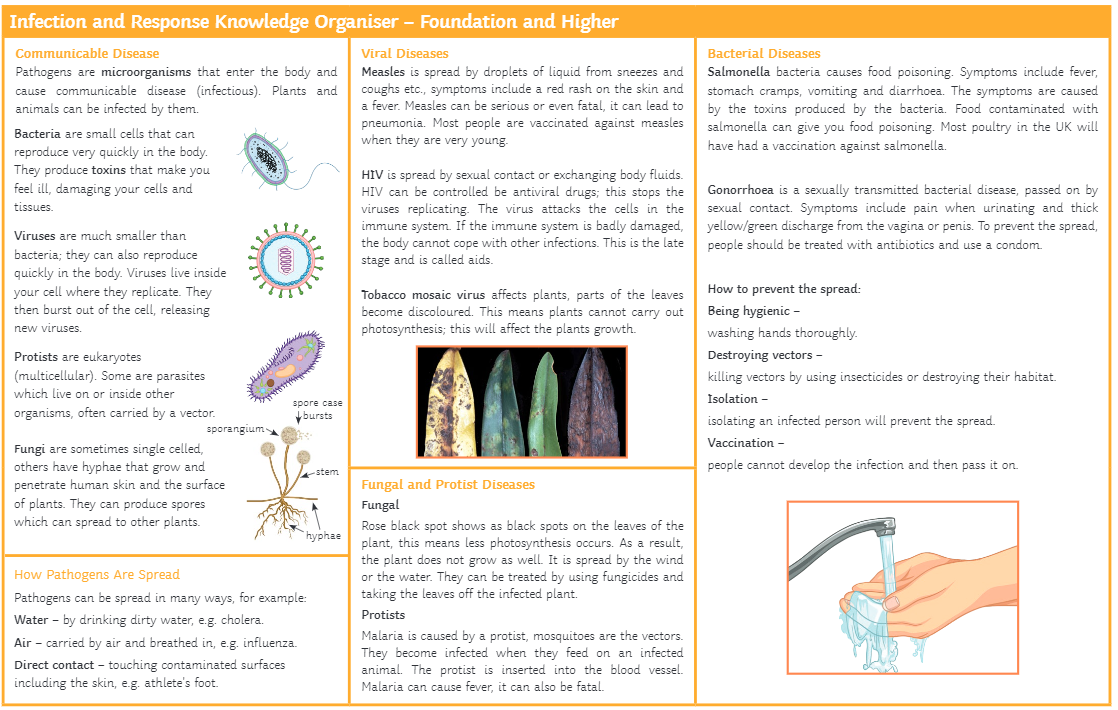 Infection and Response Knowledge Organiser – Foundation and Higher
Communicable Disease
Pathogens are microorganisms that enter the body and
cause communicable disease (infectious). Plants and
animals can be infected by them.
Bacteria are small cells that can
reproduce very quickly in the body.
They produce toxins that make you
feel ill, damaging your cells and
tissues.
Viruses are much smaller than
bacteria; they can also reproduce
quickly in the body. Viruses live inside
your cell where they replicate. They
then burst out of the cell, releasing
new viruses.
Protists are eukaryotes
(multicellular). Some are parasites
which live on or inside other
organisms, often carried by a vector.
spore case
bursts
sporangium
stem
hyphae
Fungi are sometimes single celled,
others have hyphae that grow and
penetrate human skin and the surface
of plants. They can produce spores
which can spread to other plants.
How Pathogens Are Spread
Pathogens can be spread in many ways, for example:
Water – by drinking dirty water, e.g. cholera.
Air – carried by air and breathed in, e.g. influenza.
Direct contact – touching contaminated surfaces
including the skin, e.g. athlete's foot.
Viral Diseases
Measles is spread by droplets of liquid from sneezes and
coughs etc., symptoms include a red rash on the skin and
a fever. Measles can be serious or even fatal, it can lead to
pneumonia. Most people are vaccinated against measles
when they are very young.
HIV is spread by sexual contact or exchanging body fluids.
HIV can be controlled be antiviral drugs; this stops the
viruses replicating. The virus attacks the cells in the
immune system. If the immune system is badly damaged,
the body cannot cope with other infections. This is the late
stage and is called aids.
Tobacco mosaic virus affects plants, parts of the leaves
become discoloured. This means plants cannot carry out
photosynthesis; this will affect the plants growth.
Fungal and Protist Diseases
Fungal
Rose black spot shows as black spots on the leaves of the
plant, this means less photosynthesis occurs. As a result,
the plant does not grow as well. It is spread by the wind
or the water. They can be treated by using fungicides and
taking the leaves off the infected plant.
Protists
Malaria is caused by a protist, mosquitoes are the vectors.
They become infected when they feed on an infected
animal. The protist is inserted into the blood vessel.
Malaria can cause fever, it can also be fatal.
Bacterial Diseases
Salmonella bacteria causes food poisoning. Symptoms include fever,
stomach cramps, vomiting and diarrhoea. The symptoms are caused
by the toxins produced by the bacteria. Food contaminated with
salmonella can give you food poisoning. Most poultry in the UK will
have had a vaccination against salmonella.
Gonorrhoea is a sexually transmitted bacterial disease, passed on by
sexual contact. Symptoms include pain when urinating and thick
yellow/green discharge from the vagina or penis. To prevent the spread,
people should be treated with antibiotics and use a condom.
How to prevent the spread:
Being hygienic –
washing hands thoroughly.
Destroying vectors –
killing vectors by using insecticides or destroying their habitat.
Isolation –
isolating an infected person will prevent the spread.
Vaccination –
people cannot develop the infection and then pass it on.